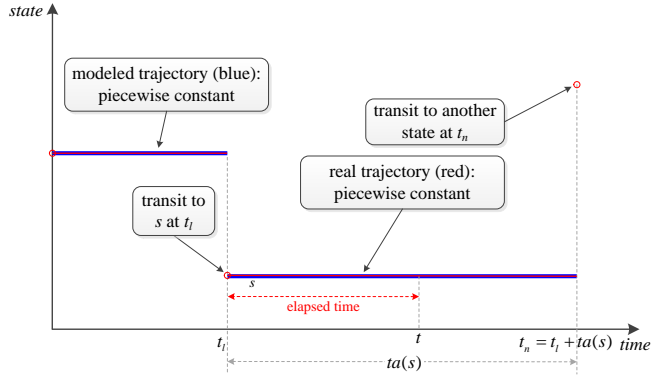 state
modeled trajectory (blue):
piecewise constant
transit to another
state at tₙ
real trajectory (red):
piecewise constant
transit to
s at tₗ
s
elapsed time
tₗ
t
tₙ = tₗ + ta(s)
time
ta(s)